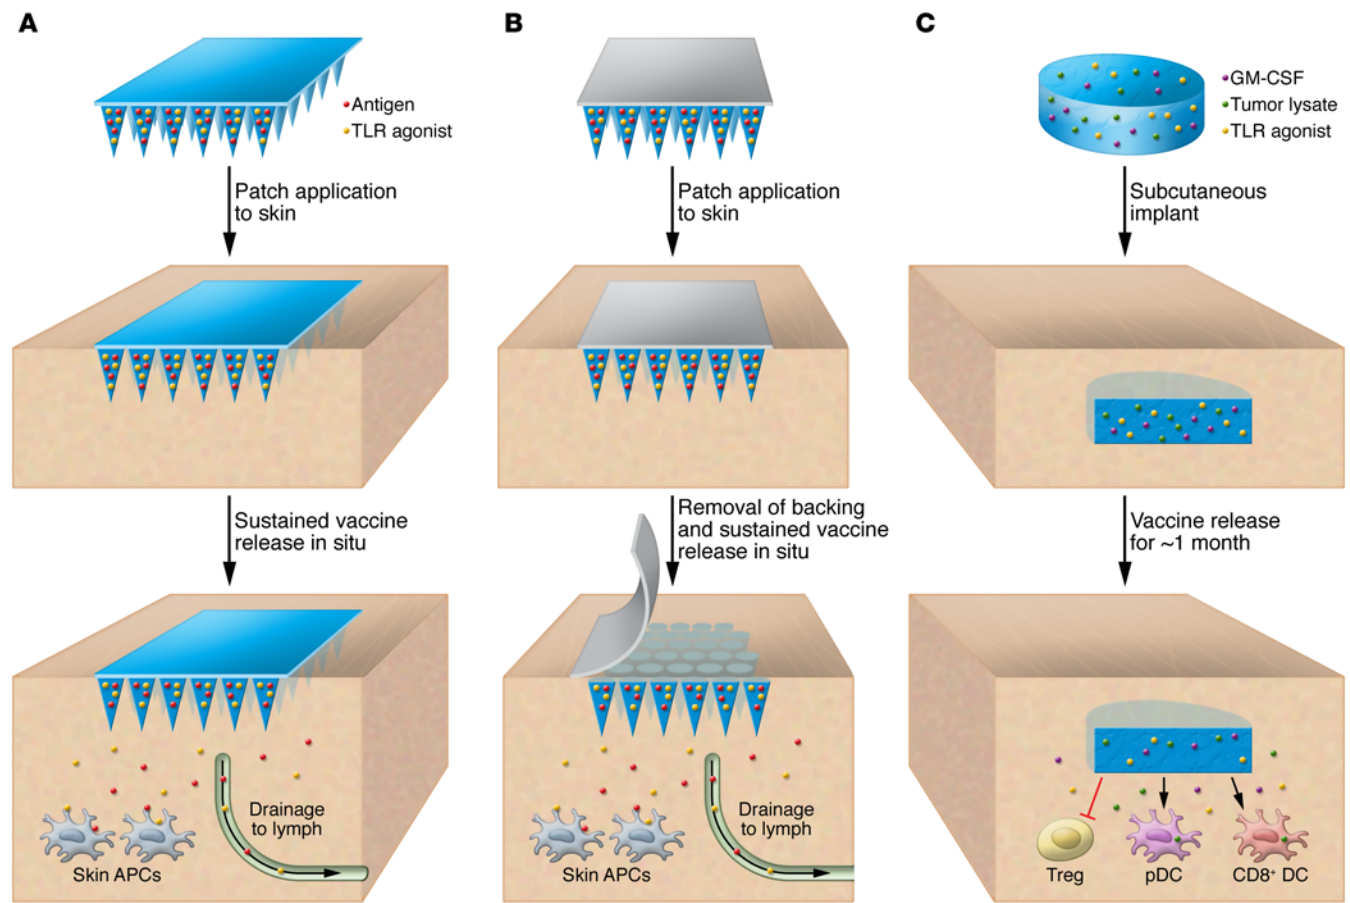 A
Antigen
TLR agonist
Patch application
to skin
Sustained vaccine
release in situ
Drainage
to lymph
Skin APCs
B
Patch application
to skin
Removal of backing
and sustained vaccine
release in situ
Drainage
to lymph
Skin APCs
C
GM-CSF
Tumor lysate
TLR agonist
Subcutaneous
implant
Vaccine release
for ~1 month
Treg
pDC
CD8⁺ DC